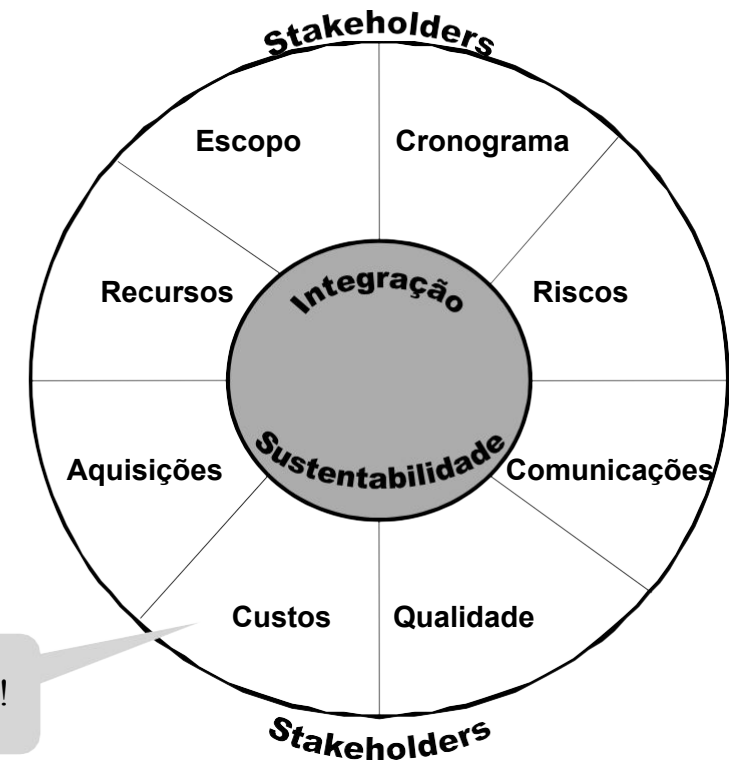 Stakeholders
Escopo
Cronograma
Recursos
Integração
Riscos
Aquisições
Sustentabilidade
Comunicações
Custos
Qualidade
!
Stakeholders